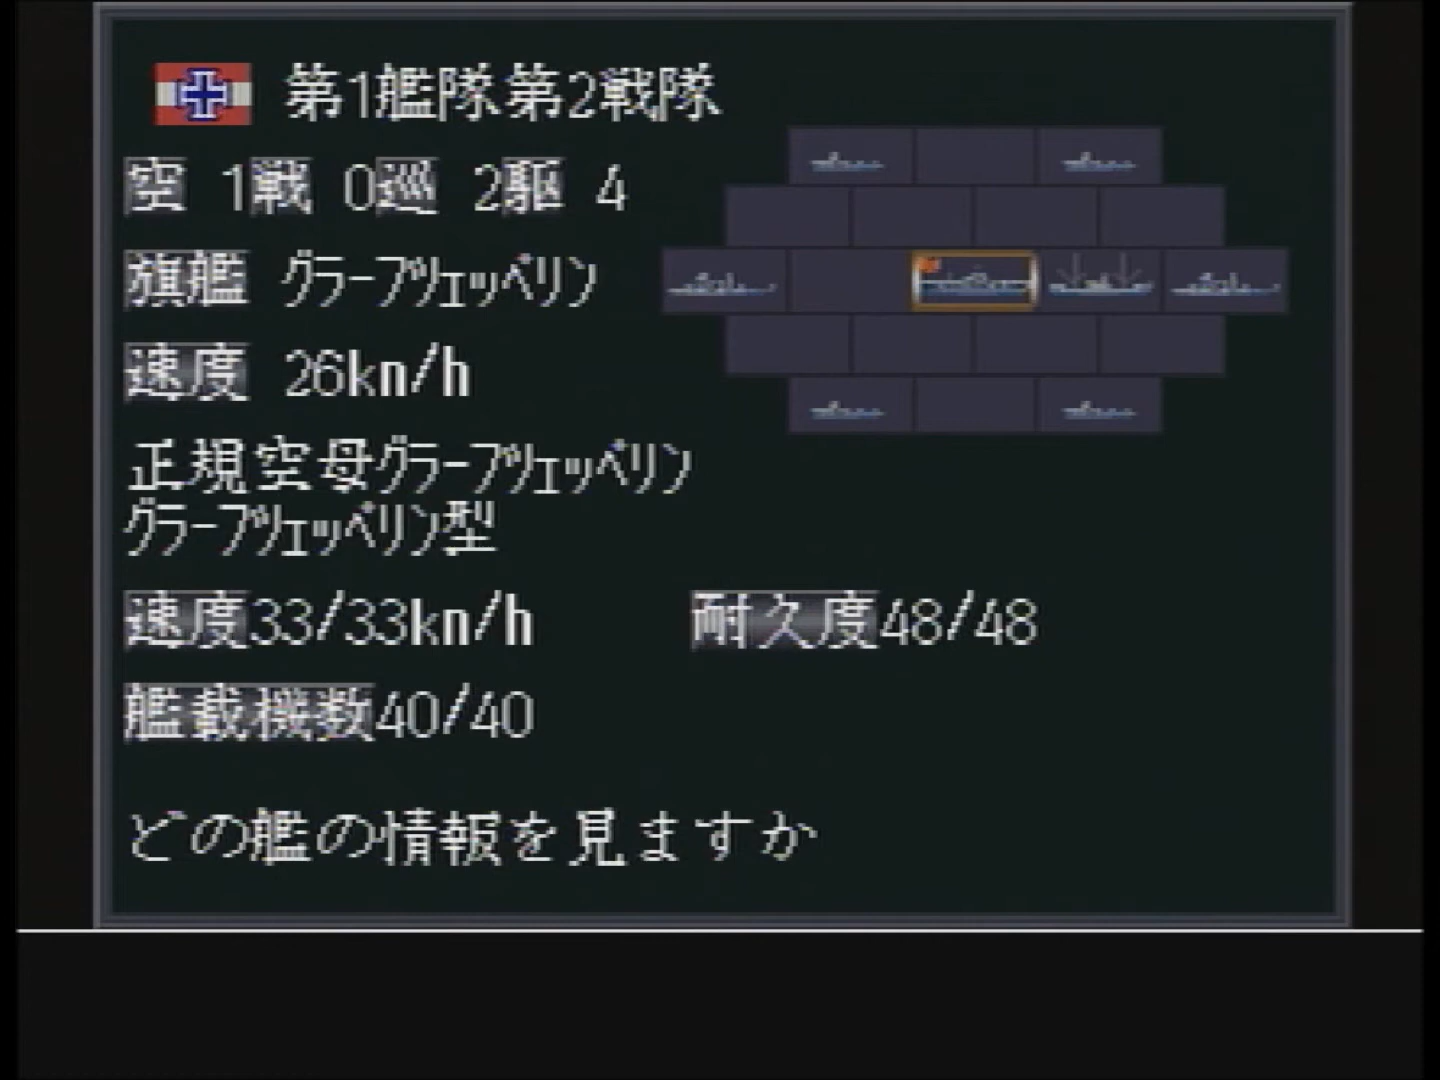 第1艦隊第2戦隊
空 1戦 0巡 2駆 4
旗艦 グラーフツェッペリン
速度 26kn/h
正規空母グラーフツェッペリン
グラーフツェッペリン型
速度33/33kn/h 耐久度48/48
艦載機数40/40
どの艦の情報を見ますか